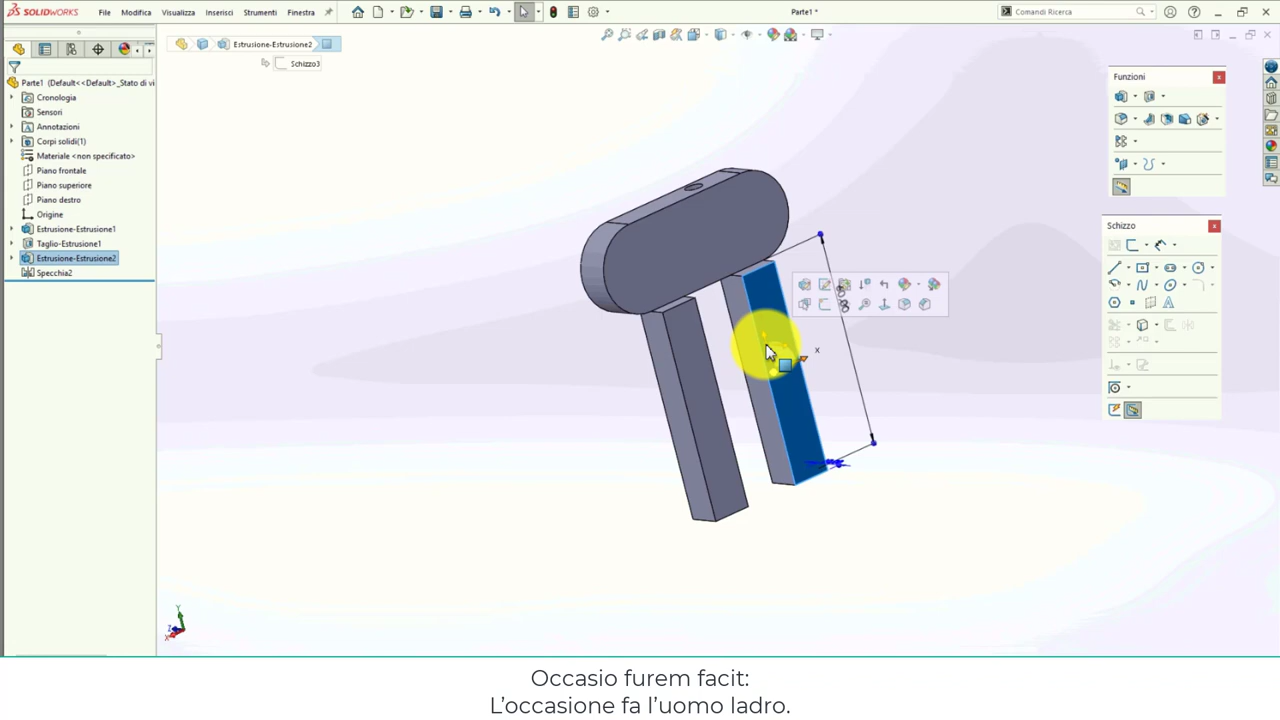 SOLIDWORKS File Modifica Visualizza Inserisci Strumenti Finestra Parte1 * Comandi Ricerca
Estrusione-Estrusione2
Schizzo3
Parte1 (Default<<Default>_Stato di vi
Cronologia
Sensori
Annotazioni
Corpi solidi(1)
Materiale <non specificato>
Piano frontale
Piano superiore
Piano destro
Origine
Estrusione-Estrusione1
Taglio-Estrusione1
Estrusione-Estrusione2
Specchia2
Funzioni
Schizzo
X
Y
Z
X
Occasio furem facit:
L'occasione fa l'uomo ladro.